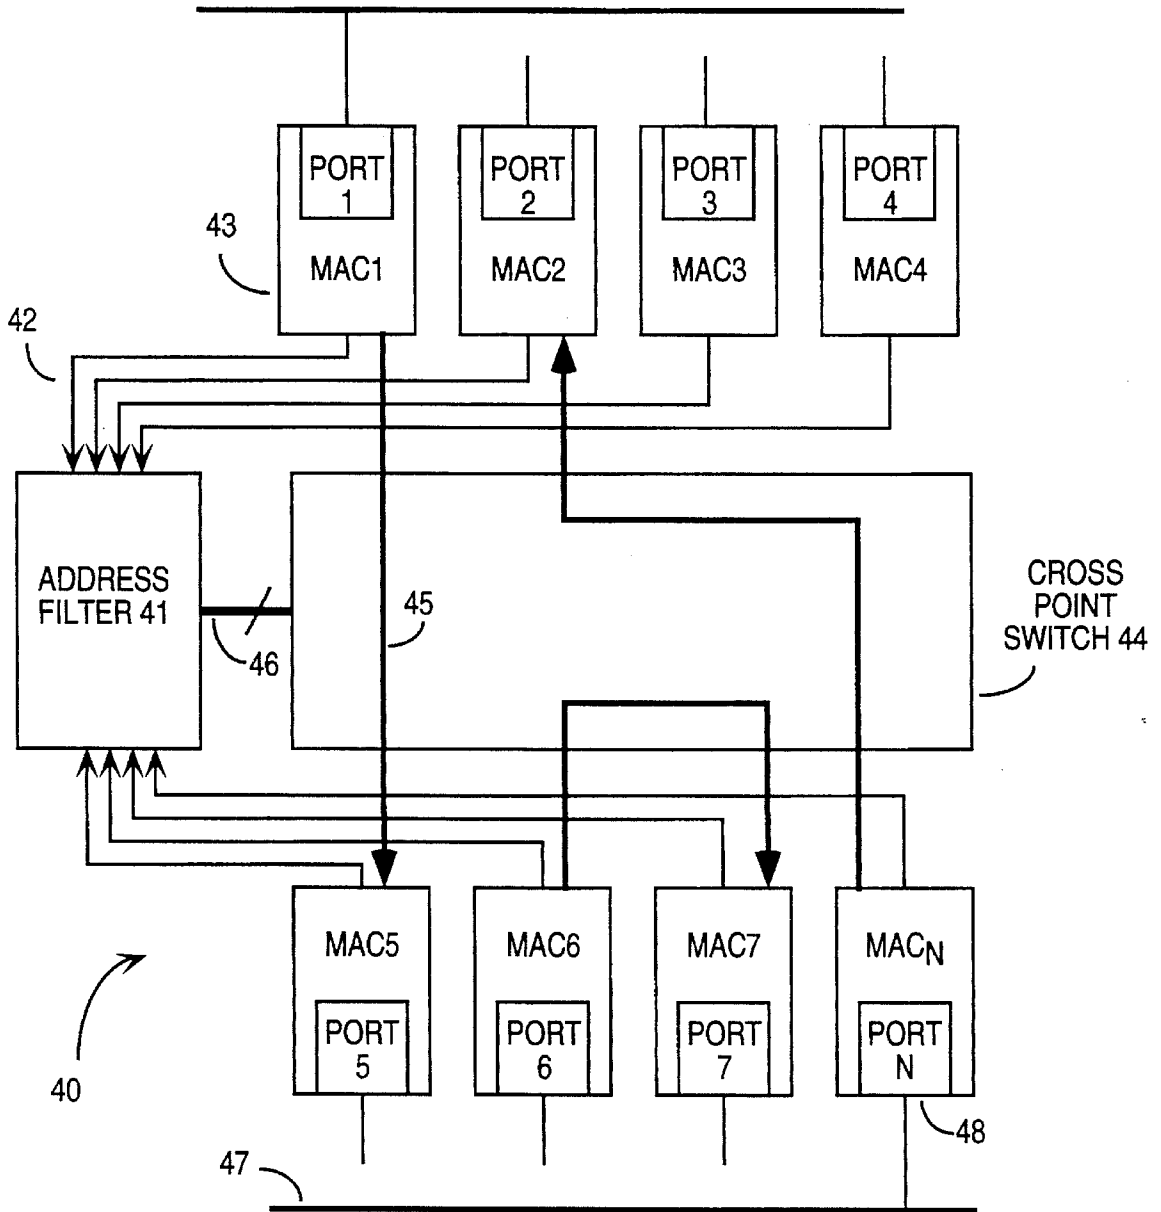 PORT 1
PORT 2
PORT 3
PORT 4
43
MAC1
MAC2
MAC3
MAC4
42
ADDRESS
FILTER 41
46
45
CROSS
POINT
SWITCH 44
MAC5
MAC6
MAC7
MACN
PORT 5
PORT 6
PORT 7
PORT N
40
48
47